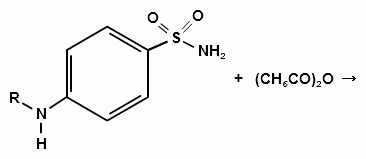 O O
S
NH₂
R
N
H
+ (CH₆CO)₂O →